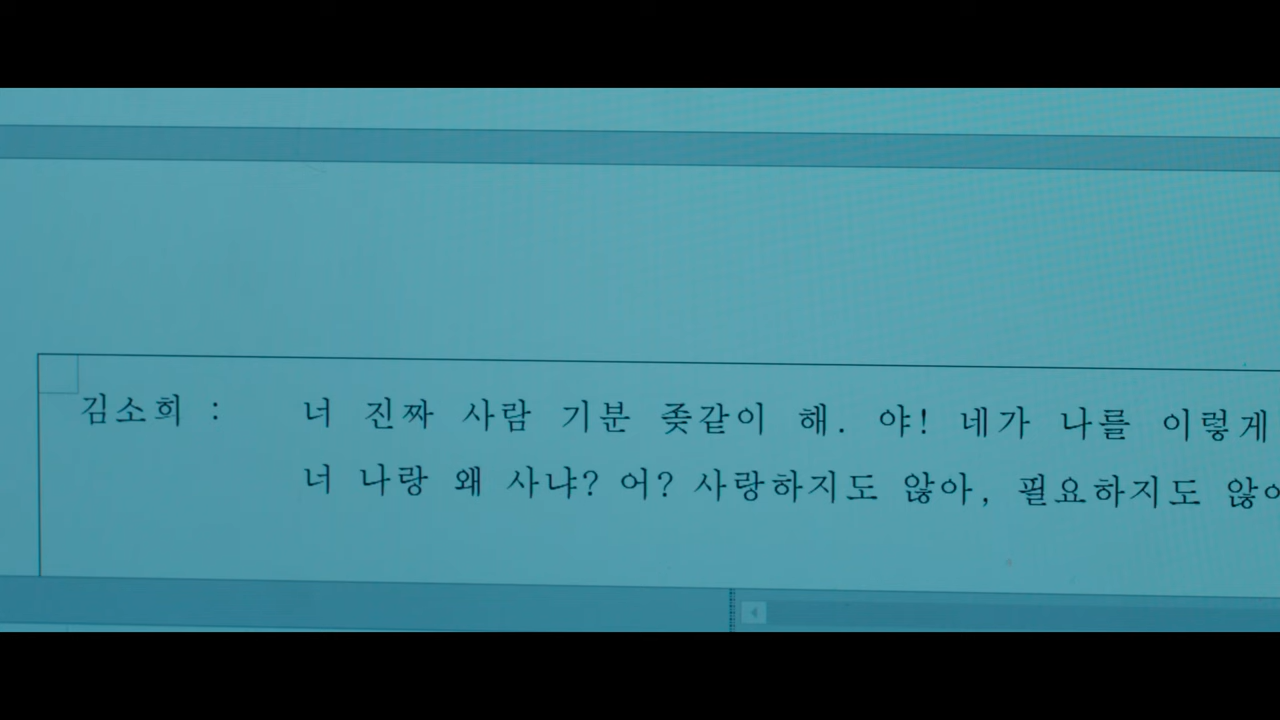 김소희 : 너 진짜 사람 기분 좆같이 해. 야! 네가 나를 이렇게
너 나랑 왜 사냐? 어? 사랑하지도 않아, 필요하지도